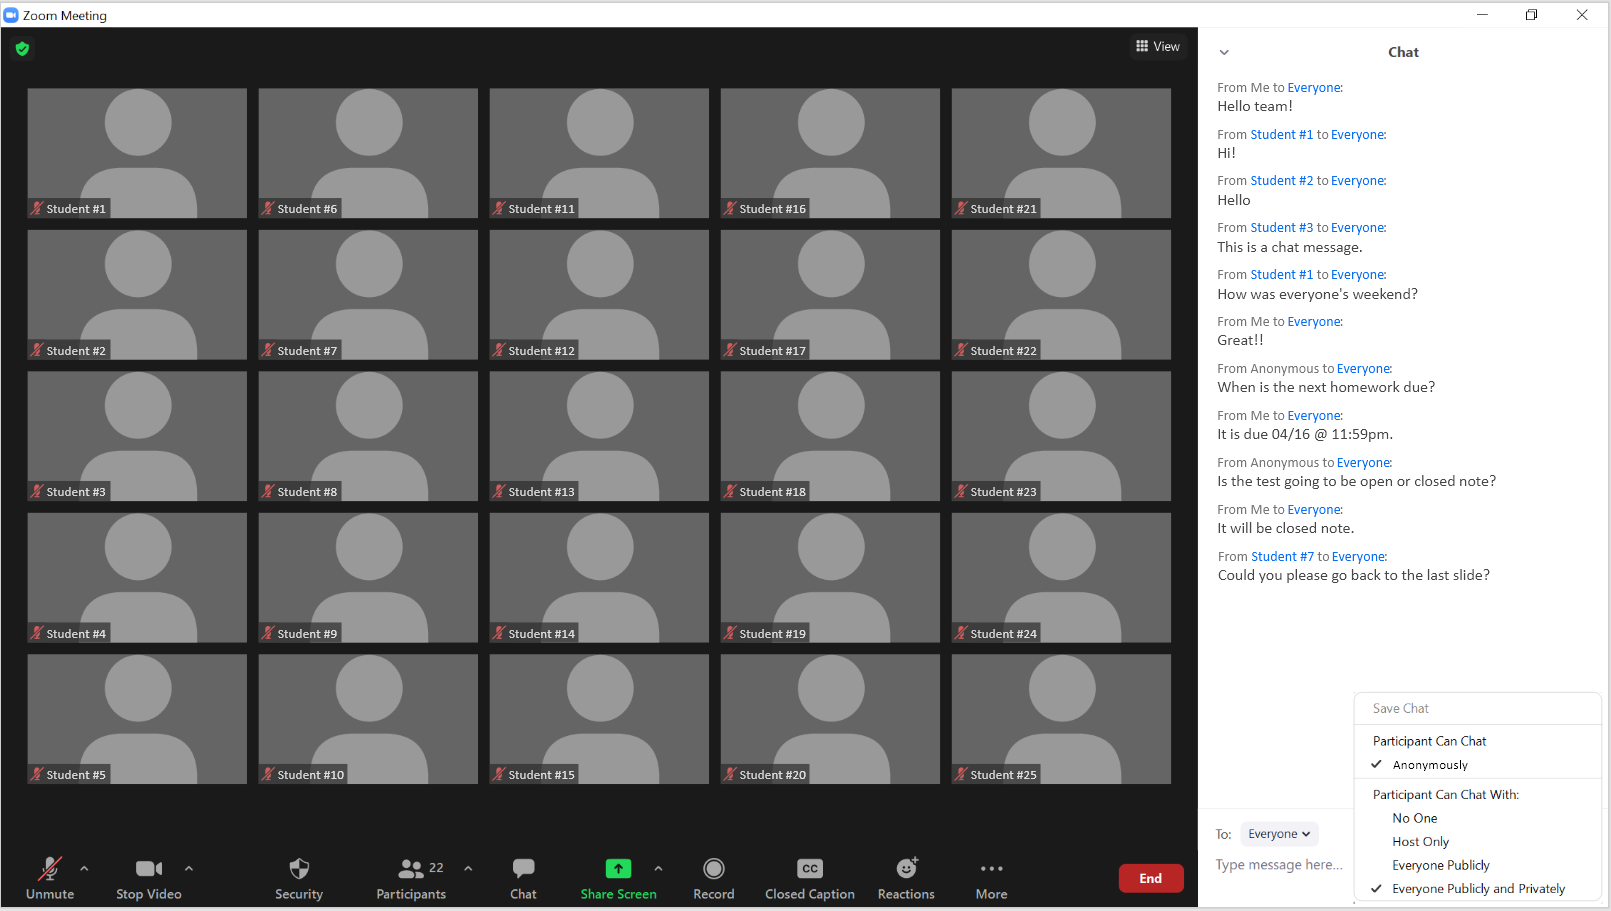 Zoom Meeting
View
Student #1
Student #6
Student #11
Student #16
Student #21
Student #2
Student #7
Student #12
Student #17
Student #22
Student #3
Student #8
Student #13
Student #18
Student #23
Student #4
Student #9
Student #14
Student #19
Student #24
Student #5
Student #10
Student #15
Student #20
Student #25
Unmute
Stop Video
Security
22
Participants
Chat
Share Screen
Record
CC
Closed Caption
Reactions
More
End
Chat
From Me to Everyone:
Hello team!
From Student #1 to Everyone:
Hi!
From Student #2 to Everyone:
Hello
From Student #3 to Everyone:
This is a chat message.
From Student #1 to Everyone:
How was everyone's weekend?
From Me to Everyone:
Great!!
From Anonymous to Everyone:
When is the next homework due?
From Me to Everyone:
It is due 04/16 @ 11:59pm.
From Anonymous to Everyone:
Is the test going to be open or closed note?
From Me to Everyone:
It will be closed note.
From Student #7 to Everyone:
Could you please go back to the last slide?
Save Chat
Participant Can Chat
Anonymously
Participant Can Chat With:
No One
Host Only
Everyone Publicly
Everyone Publicly and Privately
To: Everyone
Type message here...